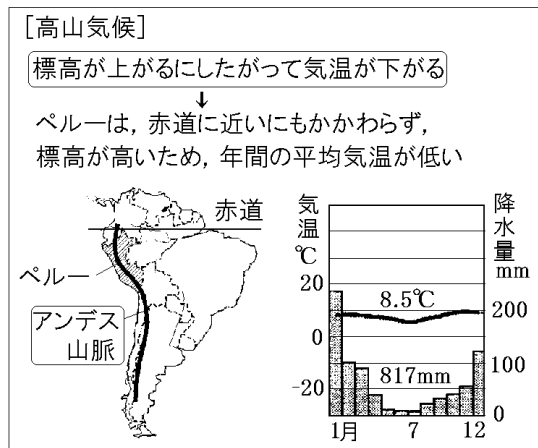 [高山気候]
標高が上がるにしたがって気温が下がる
↓
ペルーは，赤道に近いにもかかわらず，
標高が高いため，年間の平均気温が低い
赤道
ペルー
アンデス
山脈
気温
℃
降水量
mm
20
0
-20
8.5℃
817mm
200
100
0
1月
7
12